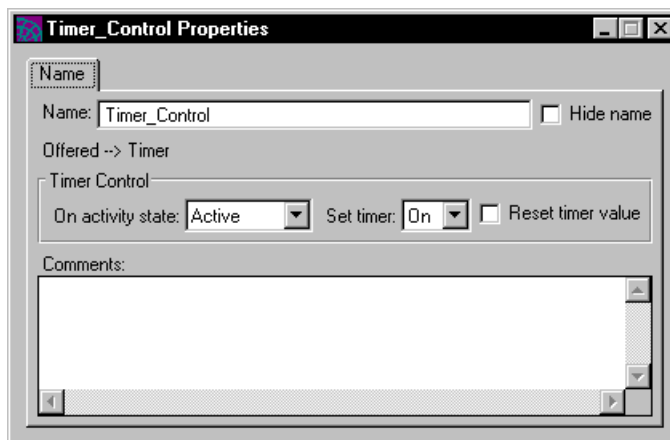 Timer_Control Properties
Name
Name: Timer_Control Hide name
Offered --> Timer
Timer Control
On activity state: Active Set timer: On Reset timer value
Comments: